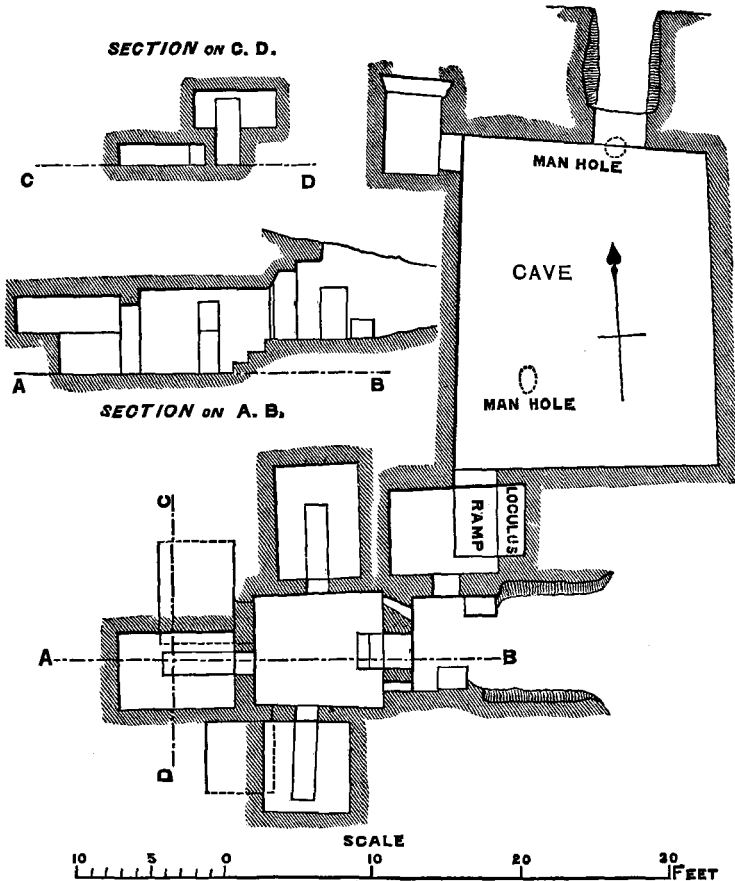 SECTION ON C. D.
C D
MAN HOLE
CAVE
A B
MAN HOLE
SECTION ON A. B.
C
RAMP
LOCULUS
A B
D
SCALE
10 5 0 10 20 30 FEET